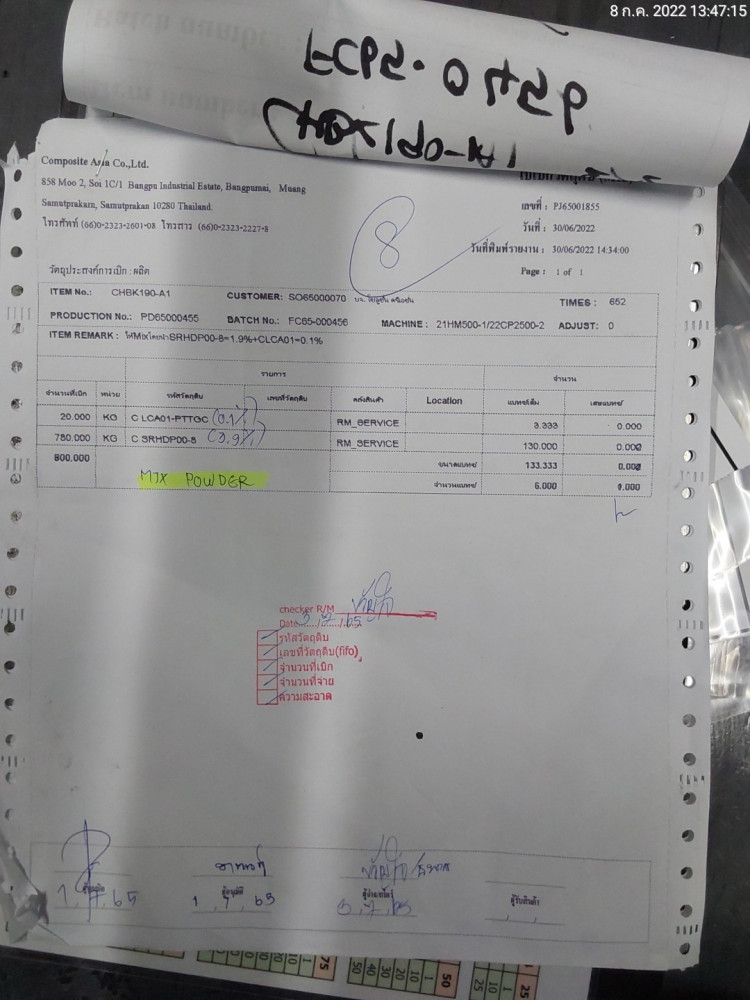 8 ก.ค. 2022 13:47:15
Composite Asia Co.,Ltd.
858 Moo 2, Soi 1C/1 Bangpu Industrial Estate, Bangpumai, Muang
Samutprakarn, Samutprakan 10280 Thailand.
โทรศัพท์ (66)0-2323-2601-08 โทรสาร (66)0-2323-2227-8
8
เลขที่ : PJ65001855
วันที่ : 30/06/2022
วันที่พิมพ์รายงาน : 30/06/2022 14:34:00
Page : 1 of 1
วัตถุประสงค์การเบิก : ผลิต
ITEM No.: CHBK190-A1 CUSTOMER: SO65000070 TIMES : 652
PRODUCTION No.: PD65000455 BATCH No.: FC65-000456 MACHINE : 21HM500-1/22CP2500-2 ADJUST: 0
ITEM REMARK : SRHDP00-8=1.9%+CLCA01=0.1%
รายการ จำนวน
จำนวนที่เบิก หน่วย รหัสวัตถุดิบ เลขที่วัตถุดิบ คลังสินค้า Location แบทช์เต็ม เศษแบทช์
20.000 KG C LCA01-PTTGC (0.1%) RM_SERVICE 3.333 0.000
780.000 KG C SRHDP00-8 (3.9%) RM_SERVICE 130.000 0.000
800.000 ขนาดแบทช์ 133.333 0.000
MIX POWDER จำนวนแบทช์ 6.000 0.000
checker R/M
Date 5/7/65
รหัสวัตถุดิบ
เลขที่วัตถุดิบ(fifo)
จำนวนที่เบิก
จำนวนที่จ่าย
ความสะอาด
ผู้อนุมัติ ผู้รับสินค้า
1.7.65 1 7 65 5.7.65